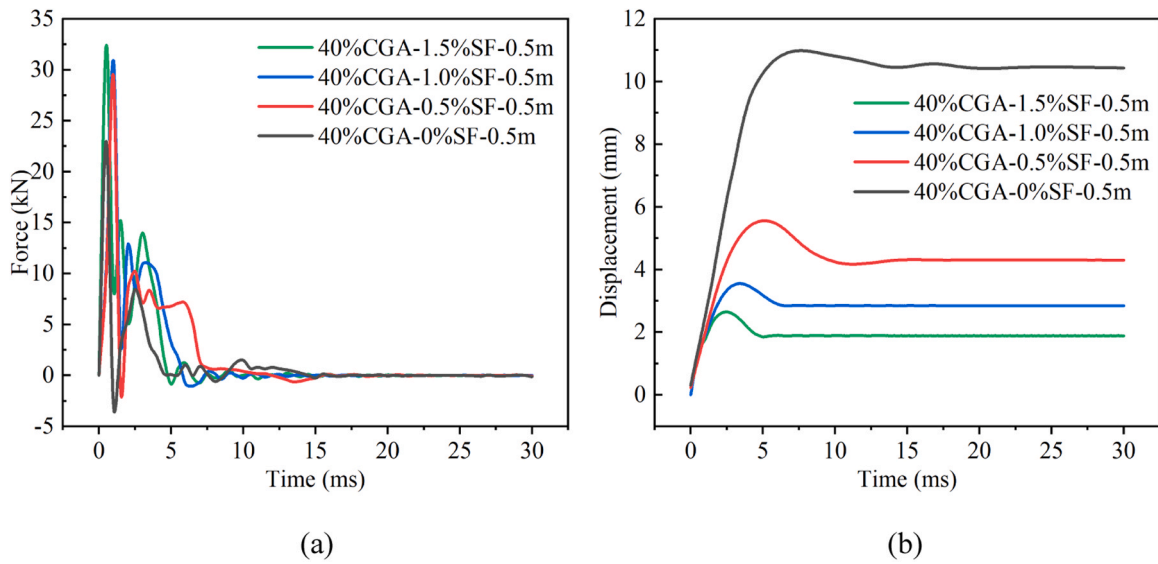 35
30
25
20
15
10
5
0
-5
Force (kN)
40%CGA-1.5%SF-0.5m
40%CGA-1.0%SF-0.5m
40%CGA-0.5%SF-0.5m
40%CGA-0%SF-0.5m
0 5 10 15 20 25 30
Time (ms)
(a)
12
10
8
6
4
2
0
Displacement (mm)
40%CGA-1.5%SF-0.5m
40%CGA-1.0%SF-0.5m
40%CGA-0.5%SF-0.5m
40%CGA-0%SF-0.5m
0 5 10 15 20 25 30
Time (ms)
(b)